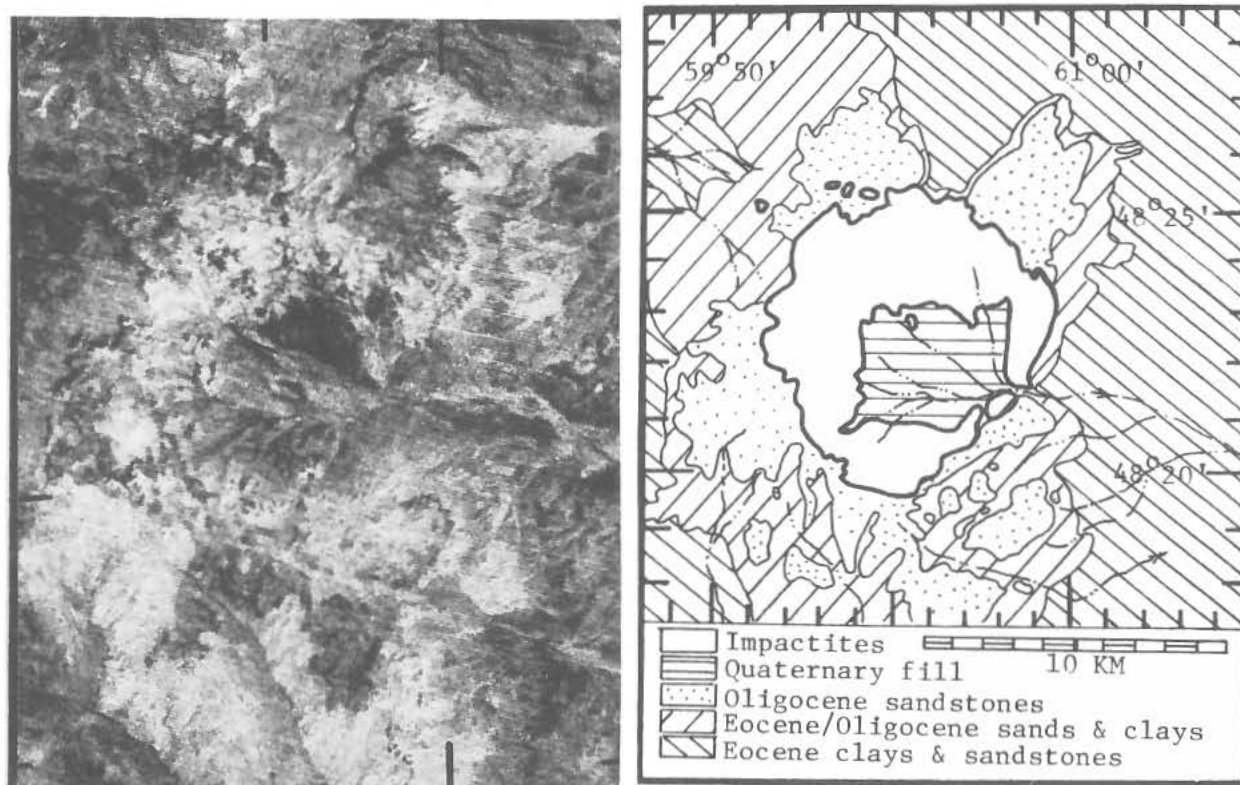 59°50'
61°00'
48°25'
48°20'
Impactites
10 KM
Quaternary fill
Oligocene sandstones
Eocene/Oligocene sands & clays
Eocene clays & sandstones